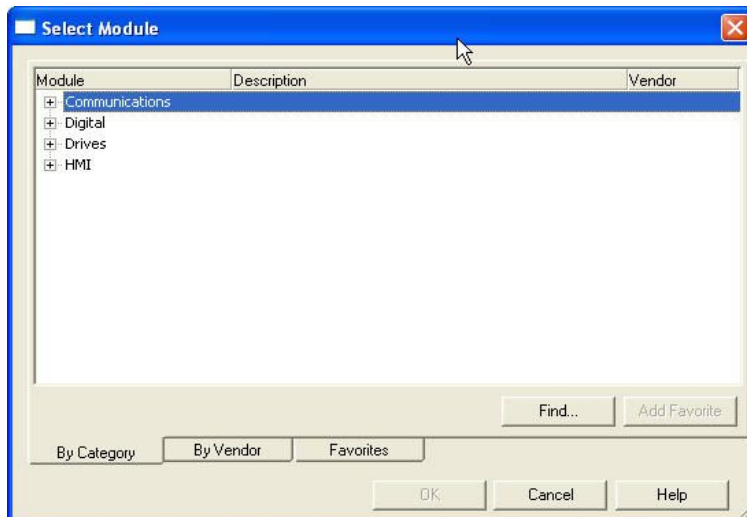 Select Module
Module Description Vendor
Communications
Digital
Drives
HMI
Find... Add Favorite
By Category By Vendor Favorites
OK Cancel Help